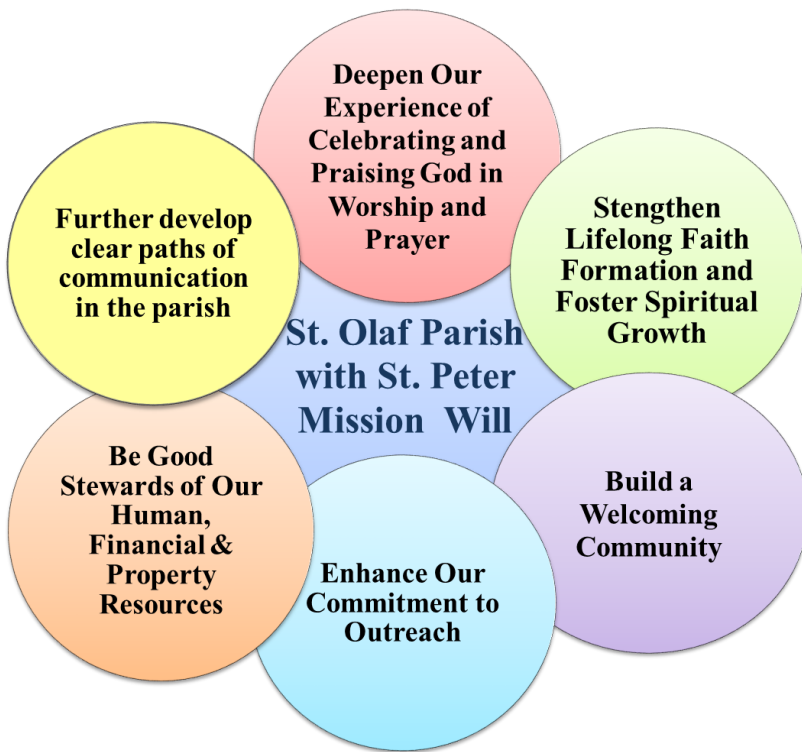 Deepen Our
Experience of
Celebrating and
Praising God in
Worship and
Prayer
Stengthen
Lifelong Faith
Formation and
Foster Spiritual
Growth
Build a
Welcoming
Community
Enhance Our
Commitment to
Outreach
Be Good
Stewards of Our
Human,
Financial &
Property
Resources
Further develop
clear paths of
communication
in the parish
St. Olaf Parish
with St. Peter
Mission Will